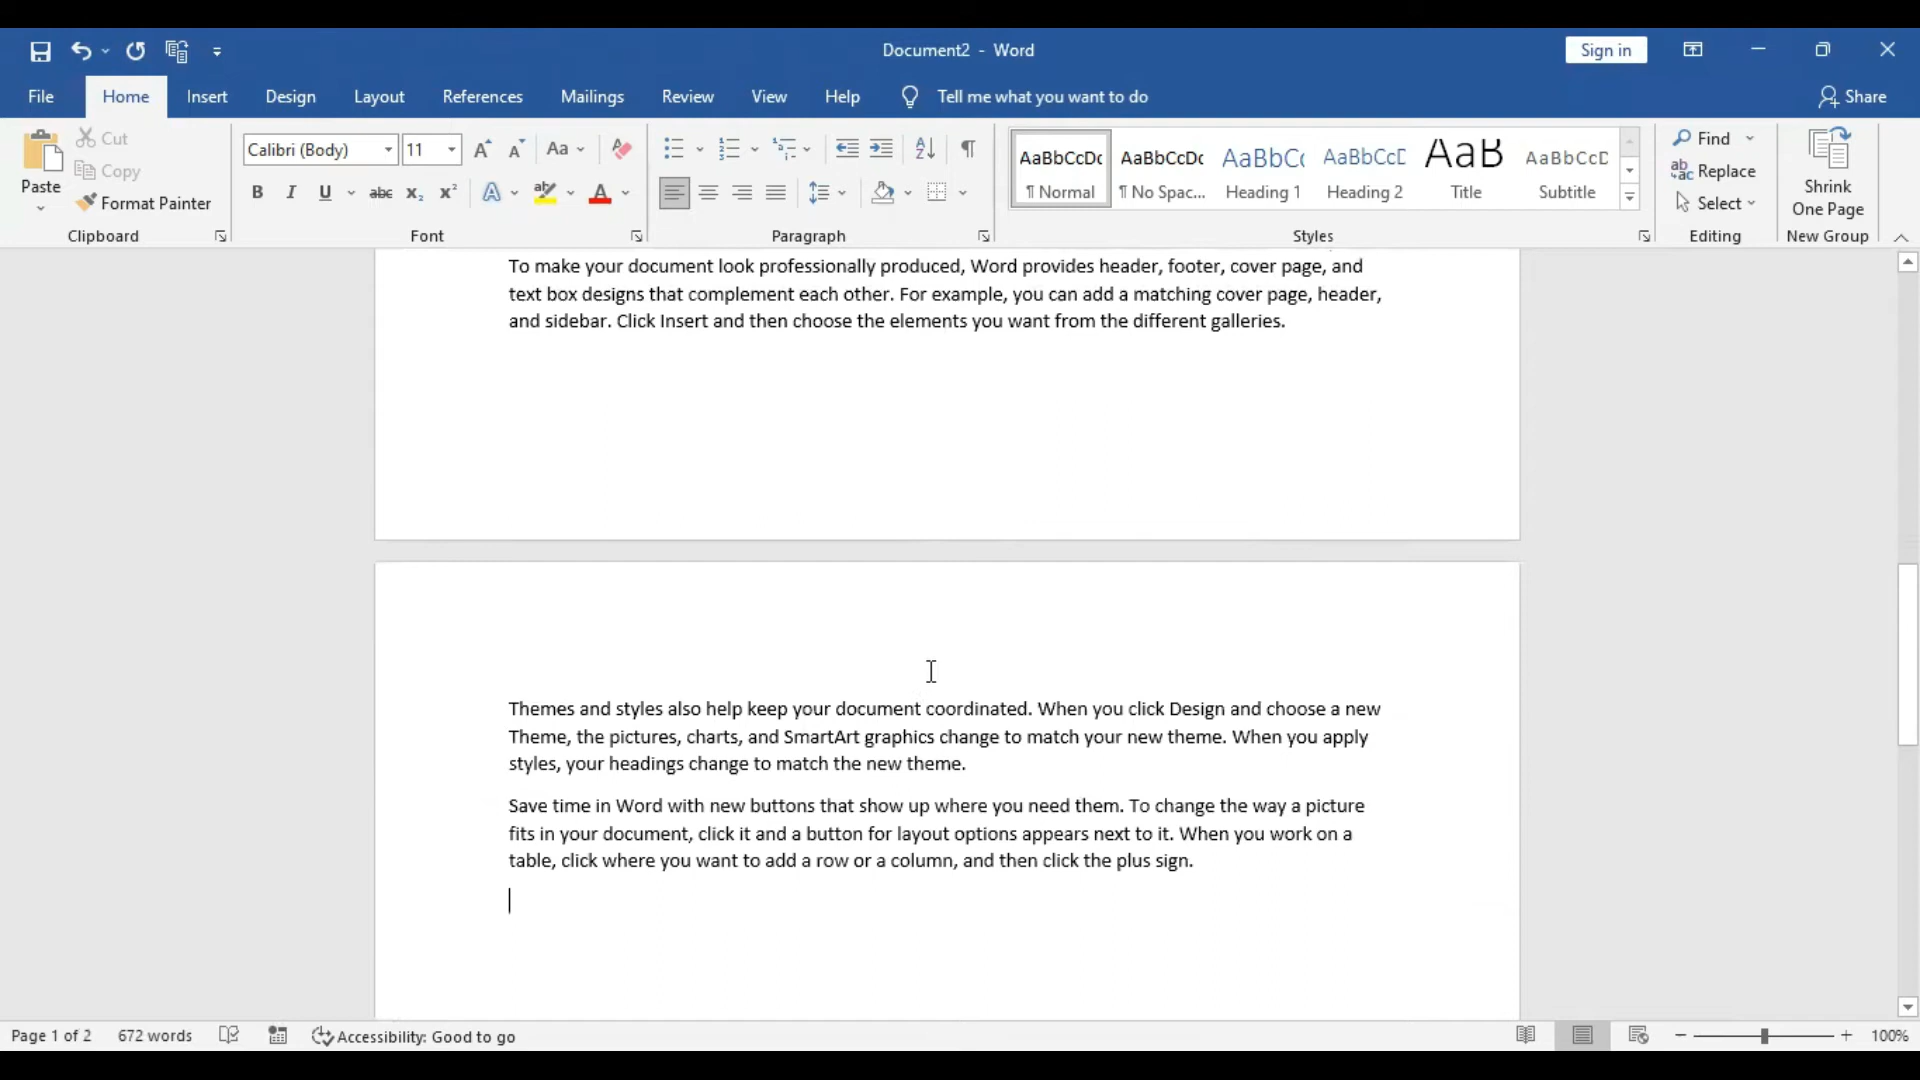 Document2 - Word
Sign in
File Home Insert Design Layout References Mailings Review View Help Tell me what you want to do Share
Paste
Cut
Copy
Format Painter
Clipboard
Calibri (Body) 11 Aa
B I U abc x₂ x² A ab A
Font
A Z ¶
Paragraph
AaBbCcDc AaBbCcDc AaBbC( AaBbCcD AaB AaBbCcD
¶ Normal ¶ No Spac... Heading 1 Heading 2 Title Subtitle
Styles
Find
Replace
Select
Editing
Shrink
One Page
New Group
To make your document look professionally produced, Word provides header, footer, cover page, and
text box designs that complement each other. For example, you can add a matching cover page, header,
and sidebar. Click Insert and then choose the elements you want from the different galleries.
Themes and styles also help keep your document coordinated. When you click Design and choose a new
Theme, the pictures, charts, and SmartArt graphics change to match your new theme. When you apply
styles, your headings change to match the new theme.
Save time in Word with new buttons that show up where you need them. To change the way a picture
fits in your document, click it and a button for layout options appears next to it. When you work on a
table, click where you want to add a row or a column, and then click the plus sign.
Page 1 of 2 672 words Accessibility: Good to go 100%